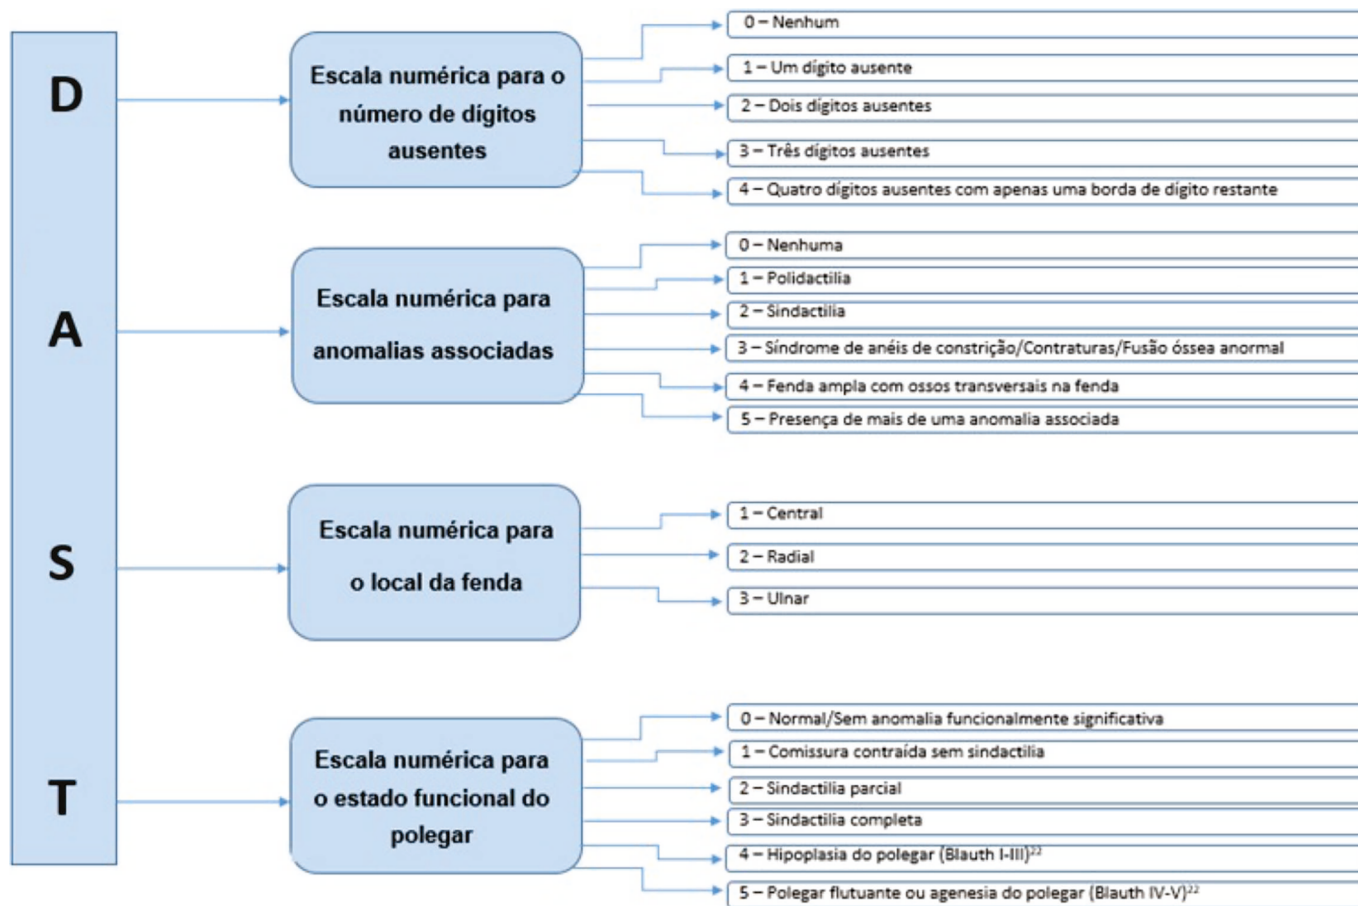 D
Escala numérica para o
número de dígitos
ausentes
0 – Nenhum
1 – Um dígito ausente
2 – Dois dígitos ausentes
3 – Três dígitos ausentes
4 – Quatro dígitos ausentes com apenas uma borda de dígito restante
A
Escala numérica para
anomalias associadas
0 – Nenhuma
1 – Polidactilia
2 – Sindactilia
3 – Síndrome de anéis de constrição/Contraturas/Fusão óssea anormal
4 – Fenda ampla com ossos transversais na fenda
5 – Presença de mais de uma anomalia associada
S
Escala numérica para
o local da fenda
1 – Central
2 – Radial
3 – Ulnar
T
Escala numérica para
o estado funcional do
polegar
0 – Normal/Sem anomalia funcionalmente significativa
1 – Comissura contraída sem sindactilia
2 – Sindactilia parcial
3 – Sindactilia completa
4 – Hipoplasia do polegar (Blauth I-III)²²
5 – Polegar flutuante ou agenesia do polegar (Blauth IV-V)²²